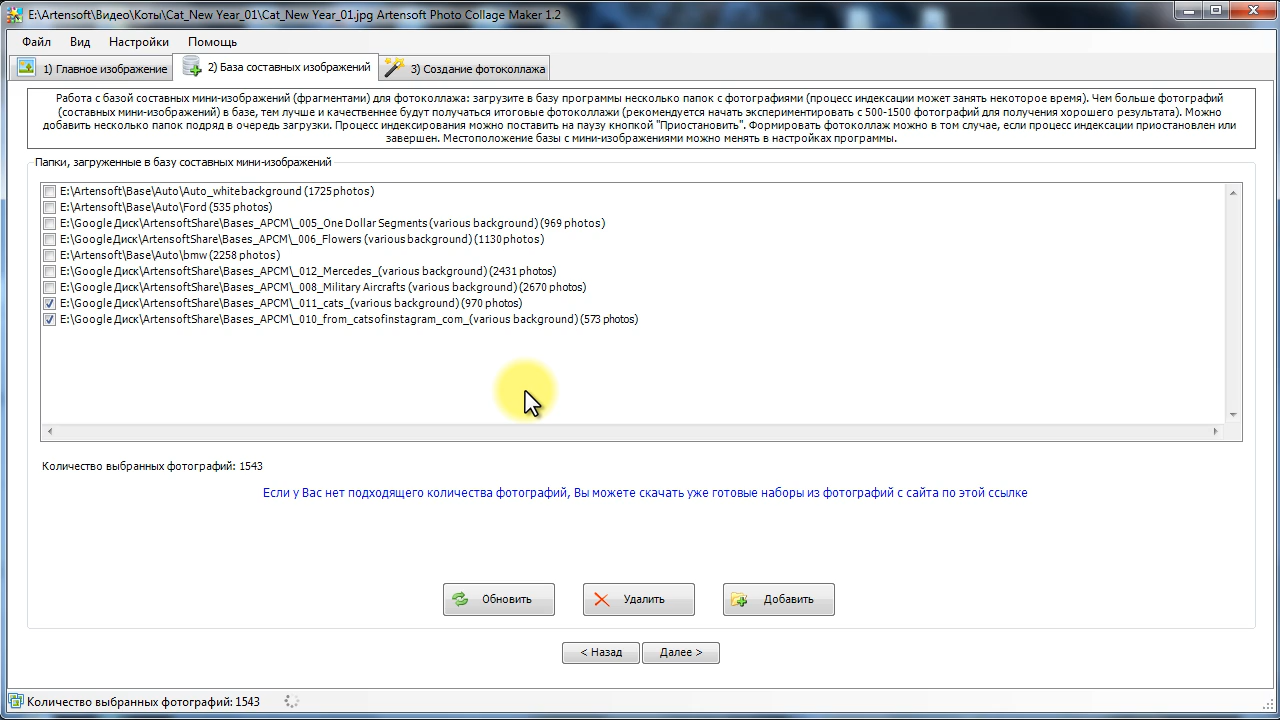 E:\Artensoft\Видео\Коты\Cat_New Year_01\Cat_New Year_01.jpg Artensoft Photo Collage Maker 1.2
Файл Вид Настройки Помощь
1) Главное изображение 2) База составных изображений 3) Создание фотоколлажа
Работа с базой составных мини-изображений (фрагментами) для фотоколлажа: загрузите в базу программы несколько папок с фотографиями (процесс индексации может занять некоторое время). Чем больше фотографий
(составных мини-изображений) в базе, тем лучше и качественнее будут получаться итоговые фотоколлажи (рекомендуется начать экспериментировать с 500-1500 фотографий для получения хорошего результата). Можно
добавить несколько папок подряд в очередь загрузки. Процесс индексирования можно поставить на паузу кнопкой "Приостановить". Формировать фотоколлаж можно в том случае, если процесс индексации приостановлен или
завершен. Местоположение базы с мини-изображениями можно менять в настройках программы.
Папки, загруженные в базу составных мини-изображений
E:\Artensoft\Base\Auto\Auto_white background (1725 photos)
E:\Artensoft\Base\Auto\Ford (535 photos)
E:\Google Диск\ArtensoftShare\Bases_APCM\_005_One Dollar Segments (various background) (969 photos)
E:\Google Диск\ArtensoftShare\Bases_APCM\_006_Flowers (various background) (1130 photos)
E:\Artensoft\Base\Auto\bmw (2258 photos)
E:\Google Диск\ArtensoftShare\Bases_APCM\_012_Mercedes_(various background) (2431 photos)
E:\Google Диск\ArtensoftShare\Bases_APCM\_008_Military Aircrafts (various background) (2670 photos)
E:\Google Диск\ArtensoftShare\Bases_APCM\_011_cats_(various background) (970 photos)
E:\Google Диск\ArtensoftShare\Bases_APCM\_010_from_catsofinstagram_com_(various background) (573 photos)
Количество выбранных фотографий: 1543
Если у Вас нет подходящего количества фотографий, Вы можете скачать уже готовые наборы из фотографий с сайта по этой ссылке
Обновить Удалить Добавить
< Назад Далее >
Количество выбранных фотографий: 1543